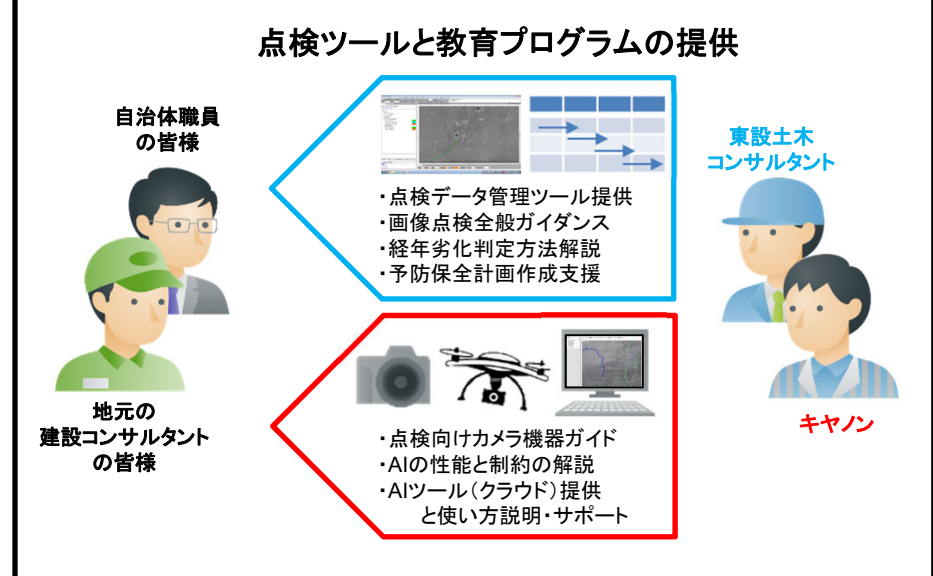 点検ツールと教育プログラムの提供
自治体職員
の皆様
・点検データ管理ツール提供
・画像点検全般ガイダンス
・経年劣化判定方法解説
・予防保全計画作成支援
東設土木
コンサルタント
・点検向けカメラ機器ガイド
・AIの性能と制約の解説
・AIツール（クラウド）提供
と使い方説明・サポート
地元の
建設コンサルタント
の皆様
キヤノン